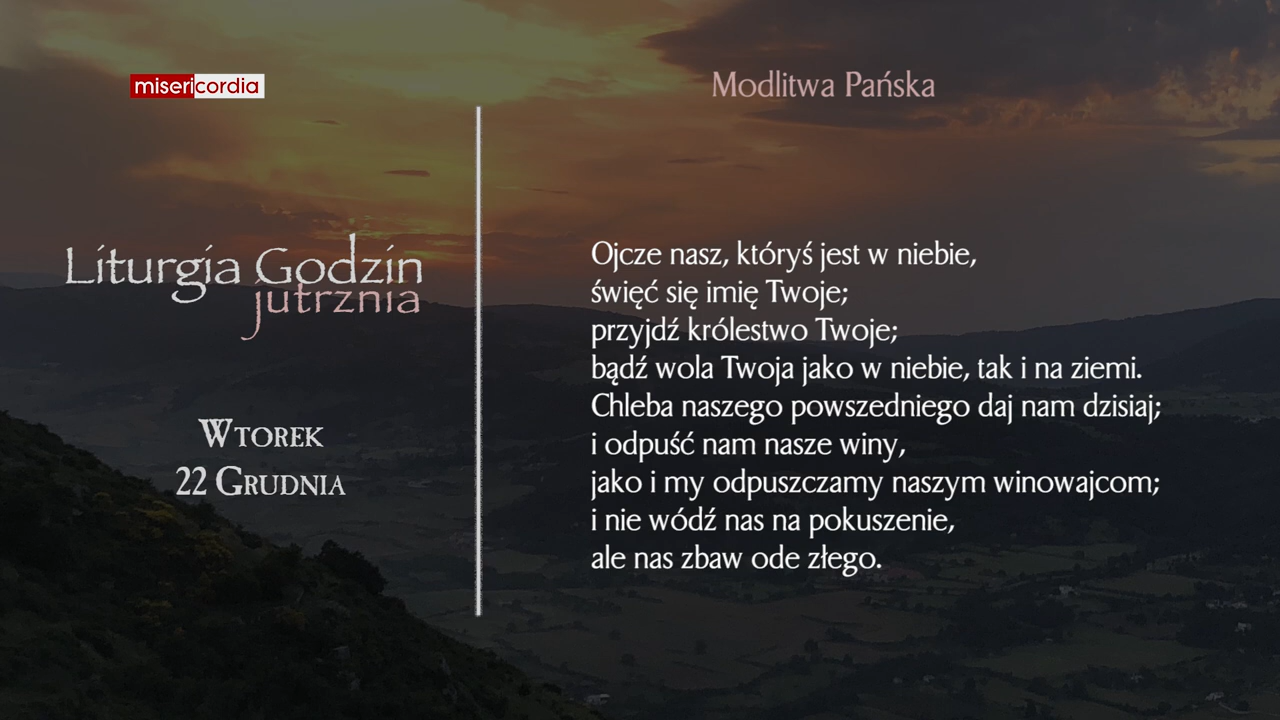 misericordia
Liturgia Godzin
jutrznia
Wtorek
22 Grudnia
Modlitwa Pańska
Ojcze nasz, któryś jest w niebie,
święć się imię Twoje;
przyjdź królestwo Twoje;
bądź wola Twoja jako w niebie, tak i na ziemi.
Chleba naszego powszedniego daj nam dzisiaj;
i odpuść nam nasze winy,
jako i my odpuszczamy naszym winowajcom;
i nie wódź nas na pokuszenie,
ale nas zbaw ode złego.